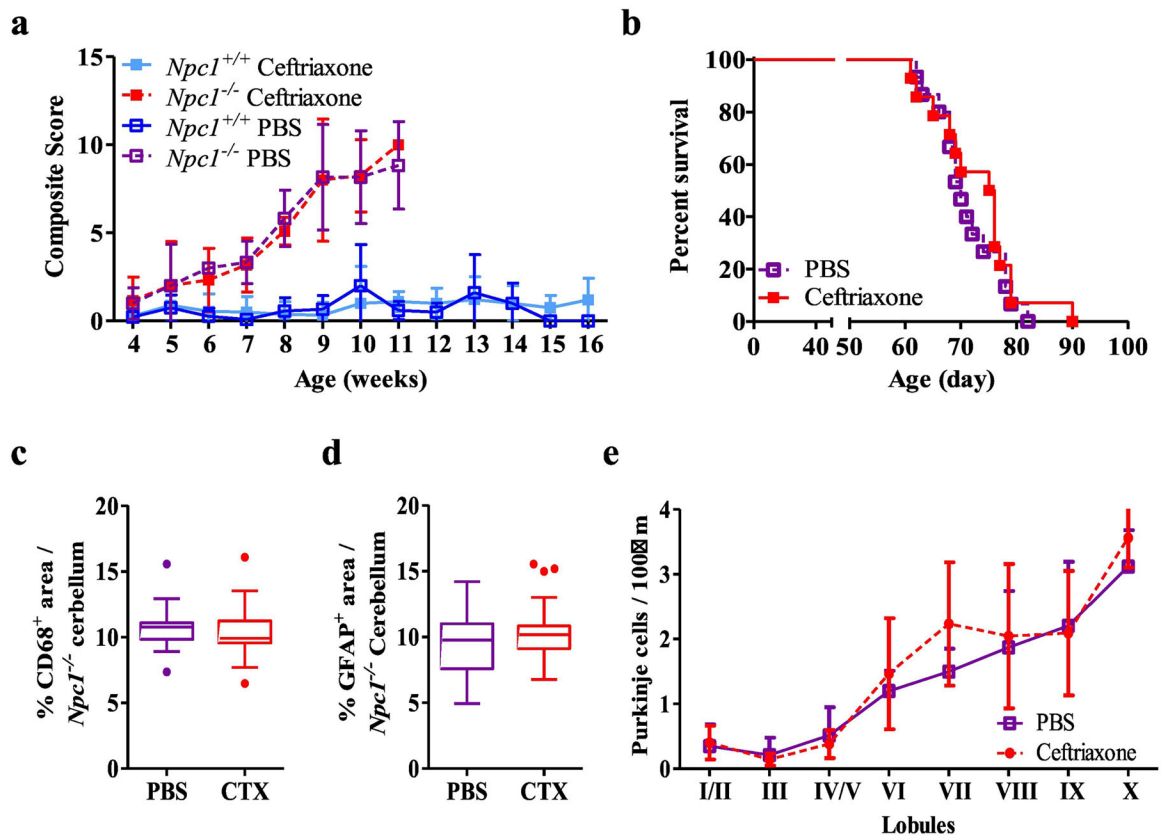 a
15
10
5
0
Composite Score
Npc1+/+ Ceftriaxone
Npc1-/- Ceftriaxone
Npc1+/+ PBS
Npc1-/- PBS
4 5 6 7 8 9 10 11 12 13 14 15 16
Age (weeks)
b
100
80
60
40
20
0
Percent survival
PBS
Ceftriaxone
0 40 50 60 70 80 90 100
Age (day)
c
20
15
10
5
0
% CD68+ area /
Npc1-/- cerbellum
PBS CTX
d
20
15
10
5
0
% GFAP+ area /
Npc1-/- Cerebellum
PBS CTX
e
4
3
2
1
0
Purkinje cells / 100�m
PBS
Ceftriaxone
I/II III IV/V VI VII VIII IX X
Lobules